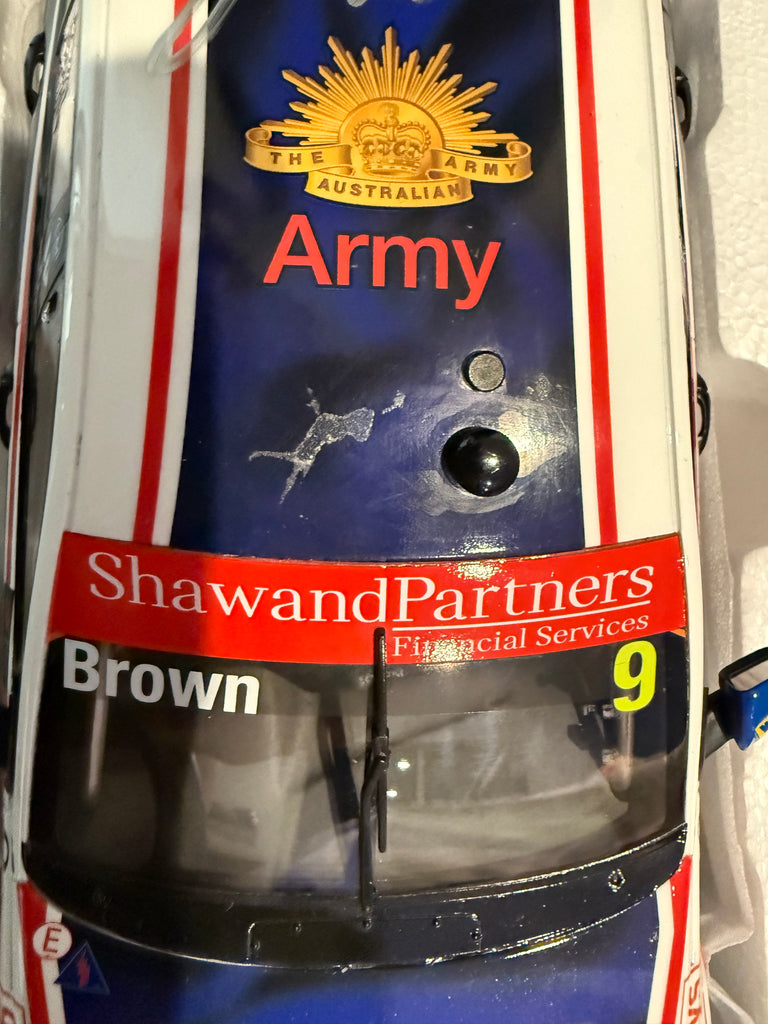 THE AUSTRALIAN ARMY
Army
ShawandPartners
Financial Services
Brown
9
E